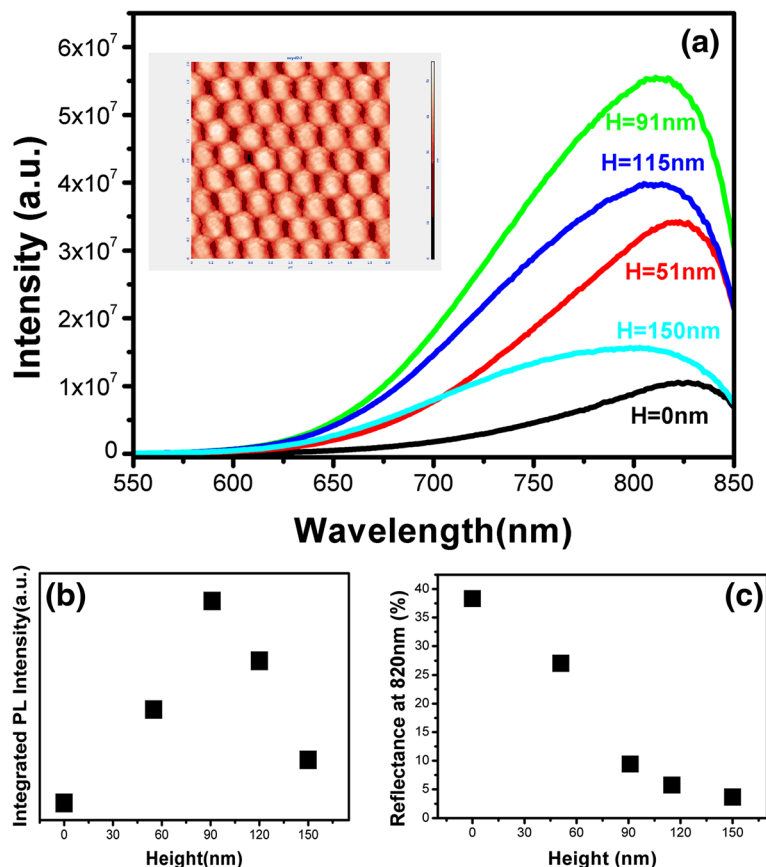 (a)
6x10⁷
5x10⁷
4x10⁷
3x10⁷
2x10⁷
1x10⁷
0
Intensity (a.u.)
H=91nm
H=115nm
H=51nm
H=150nm
H=0nm
550 600 650 700 750 800 850
Wavelength(nm)
(b)
Integrated PL Intensity(a.u.)
0 30 60 90 120 150
Height(nm)
(c)
Reflectance at 820nm (%)
40
35
30
25
20
15
10
5
0
0 30 60 90 120 150
Height (nm)